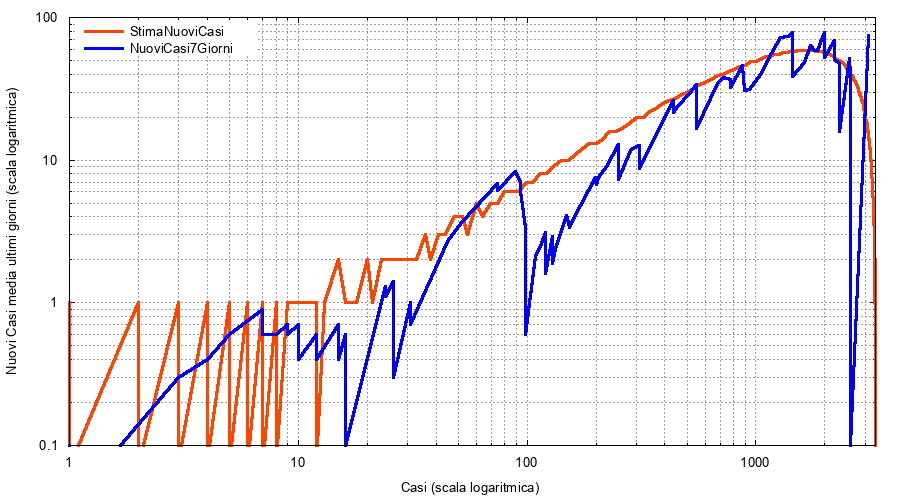 100
StimaNuoviCasi
NuoviCasi7Giorni
10
1
0.1
Nuovi Casi media ultimi giorni (scala logaritmica)
1
10
100
1000
Casi (scala logaritmica)